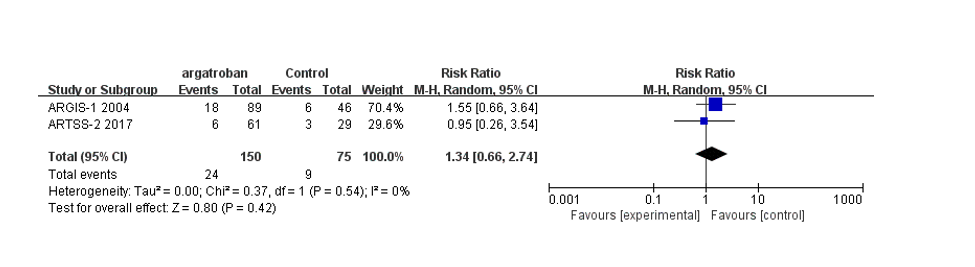 argatroban Control Risk Ratio Risk Ratio
Study or Subgroup Events Total Events Total Weight M-H, Random, 95% CI M-H, Random, 95% CI
ARGIS-1 2004 18 89 6 46 70.4% 1.55 [0.66, 3.64]
ARTSS-2 2017 6 61 3 29 29.6% 0.95 [0.26, 3.54]
Total (95% CI) 150 75 100.0% 1.34 [0.66, 2.74]
Total events 24 9
Heterogeneity: Tau² = 0.00; Chi² = 0.37, df = 1 (P = 0.54); I² = 0%
Test for overall effect: Z = 0.80 (P = 0.42)
0.001 0.1 1 10 1000
Favours [experimental] Favours [control]